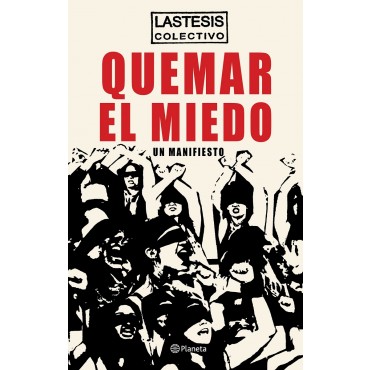 LASTESIS
COLECTIVO
QUEMAR
EL MIEDO
UN MANIFIESTO
Planeta